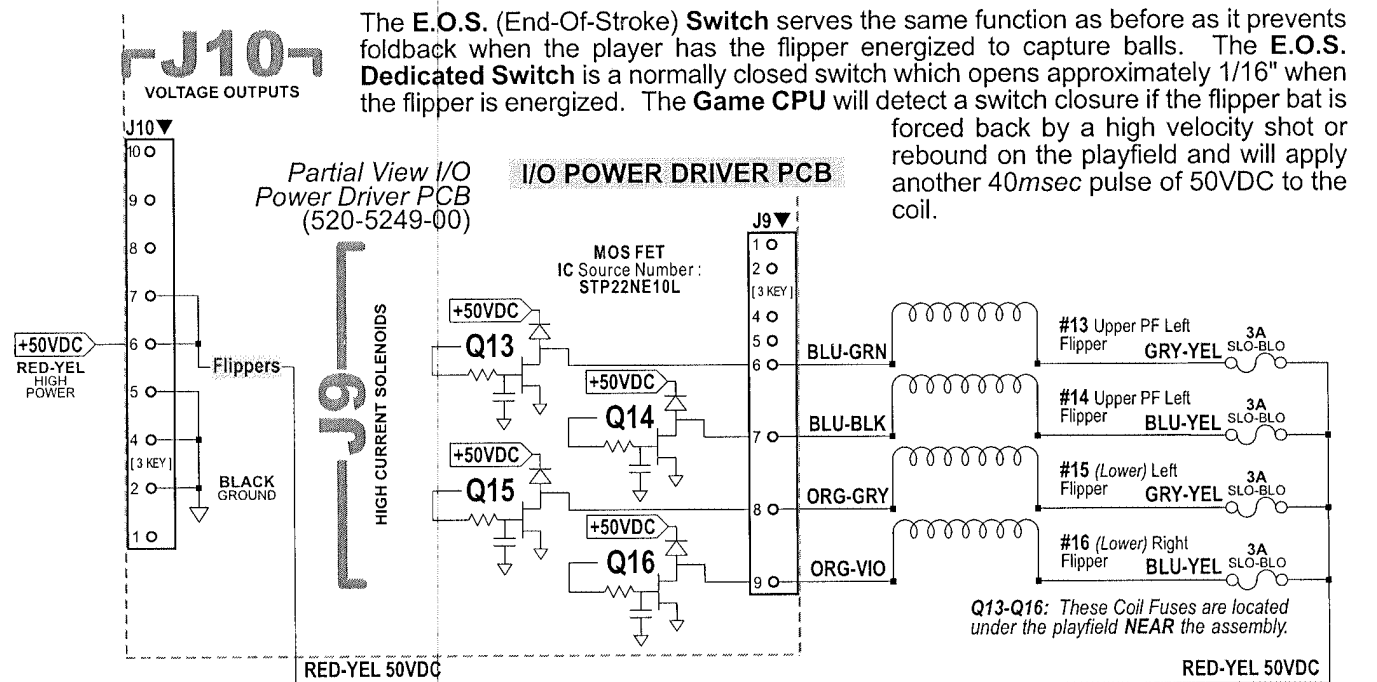 The E.O.S. (End-Of-Stroke) Switch serves the same function as before as it prevents
foldback when the player has the flipper energized to capture balls. The E.O.S.
Dedicated Switch is a normally closed switch which opens approximately 1/16" when
the flipper is energized. The Game CPU will detect a switch closure if the flipper bat is
forced back by a high velocity shot or
rebound on the playfield and will apply
another 40msec pulse of 50VDC to the
coil.
J10
VOLTAGE OUTPUTS
J10▼
10
9
8
7
6
5
4
[3 KEY]
2
1
+50VDC
RED-YEL
HIGH
POWER
Flippers
BLACK
GROUND
Partial View I/O
Power Driver PCB
(520-5249-00)
I/O POWER DRIVER PCB
J9
HIGH CURRENT SOLENOIDS
MOS FET
IC Source Number :
STP22NE10L
+50VDC
Q13
+50VDC
Q14
+50VDC
Q15
+50VDC
Q16
J9▼
1
2
[3 KEY]
4
5
6
7
8
9
BLU-GRN
BLU-BLK
ORG-GRY
ORG-VIO
#13 Upper PF Left
Flipper
GRY-YEL
3A
SLO-BLO
#14 Upper PF Left
Flipper
BLU-YEL
3A
SLO-BLO
#15 (Lower) Left
Flipper
GRY-YEL
3A
SLO-BLO
#16 (Lower) Right
Flipper
BLU-YEL
3A
SLO-BLO
Q13-Q16: These Coil Fuses are located
under the playfield NEAR the assembly.
RED-YEL 50VDC
RED-YEL 50VDC